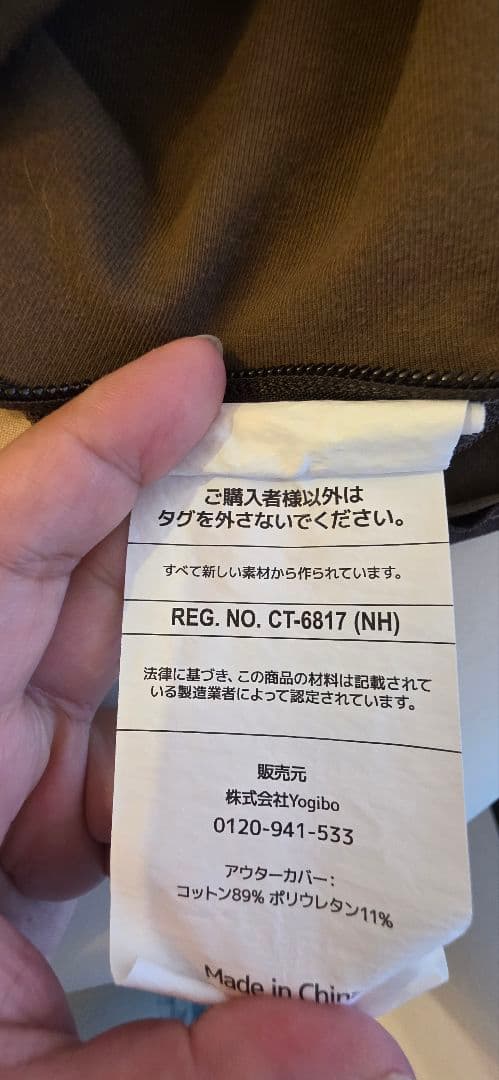 ご購入者様以外は
タグを外さないでください。
すべて新しい素材から作られています。
REG. NO. CT-6817 (NH)
法律に基づき、この商品の材料は記載されて
いる製造業者によって認定されています。
販売元
株式会社Yogibo
0120-941-533
アウターカバー：
コットン89% ポリウレタン11%
Made in China